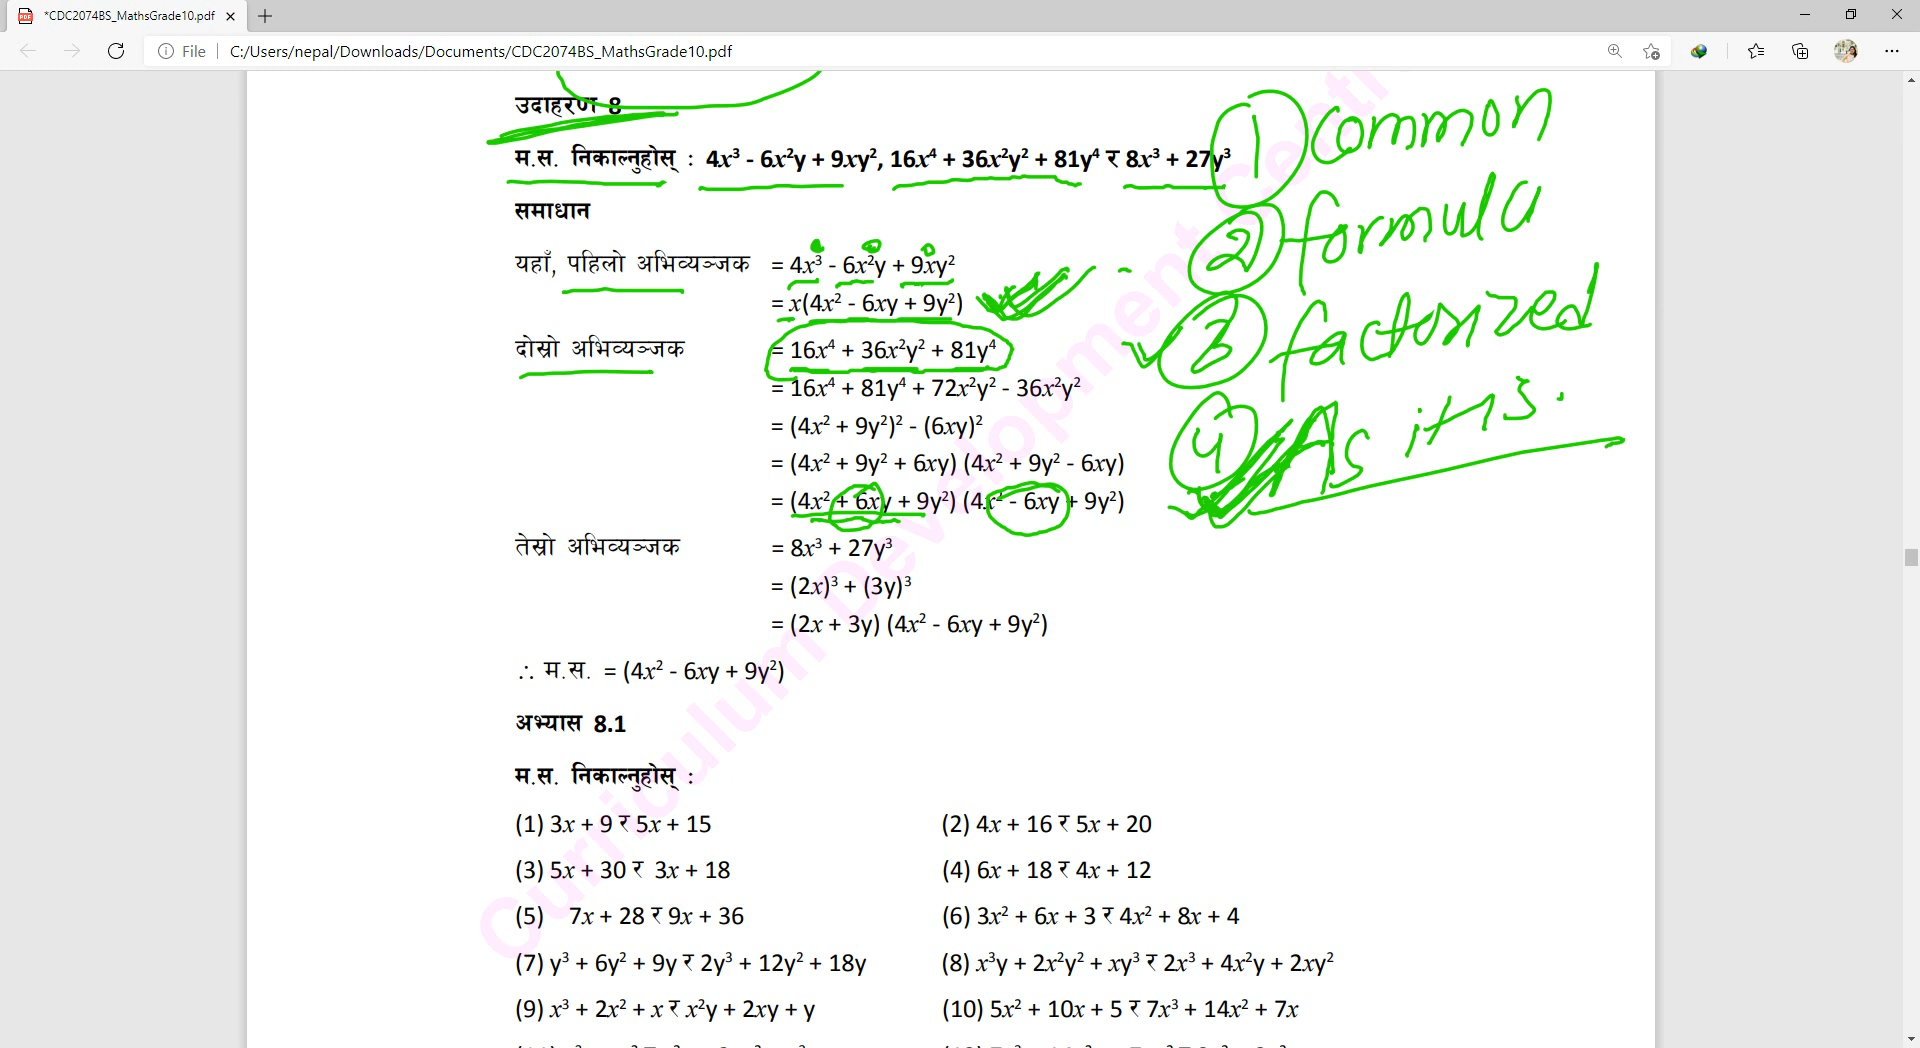 *CDC2074BS_MathsGrade10.pdf
File
C:/Users/nepal/Downloads/Documents/CDC2074BS_MathsGrade10.pdf
उदाहरण 8
म.स. निकाल्नुहोस् : 4x³ - 6x²y + 9xy², 16x⁴ + 36x²y² + 81y⁴ र 8x³ + 27y³
समाधान
यहाँ, पहिलो अभिव्यञ्जक = 4x³ - 6x²y + 9xy²
= x(4x² - 6xy + 9y²)
दोस्रो अभिव्यञ्जक = 16x⁴ + 36x²y² + 81y⁴
= 16x⁴ + 81y⁴ + 72x²y² - 36x²y²
= (4x² + 9y²)² - (6xy)²
= (4x² + 9y² + 6xy) (4x² + 9y² - 6xy)
= (4x² + 6xy + 9y²) (4x² - 6xy + 9y²)
तेस्रो अभिव्यञ्जक = 8x³ + 27y³
= (2x)³ + (3y)³
= (2x + 3y) (4x² - 6xy + 9y²)
∴ म.स. = (4x² - 6xy + 9y²)
1 common
2 formula
3 factorized
4 As it is.
अभ्यास 8.1
म.स. निकाल्नुहोस् :
(1) 3x + 9 र 5x + 15
(2) 4x + 16 र 5x + 20
(3) 5x + 30 र 3x + 18
(4) 6x + 18 र 4x + 12
(5) 7x + 28 र 9x + 36
(6) 3x² + 6x + 3 र 4x² + 8x + 4
(7) y³ + 6y² + 9y र 2y³ + 12y² + 18y
(8) x³y + 2x²y² + xy³ र 2x³ + 4x²y + 2xy²
(9) x³ + 2x² + x र x²y + 2xy + y
(10) 5x² + 10x + 5 र 7x³ + 14x² + 7x
Curriculum Development Centr